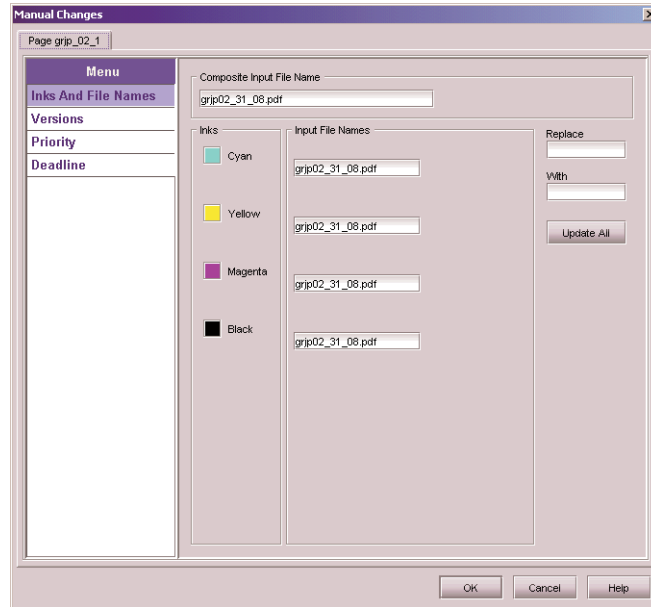 Manual Changes
Page grjp_02_1
Menu
Inks And File Names
Versions
Priority
Deadline
Composite Input File Name
grjp02_31_08.pdf
Inks
Input File Names
Cyan
grjp02_31_08.pdf
Yellow
grjp02_31_08.pdf
Magenta
grjp02_31_08.pdf
Black
grjp02_31_08.pdf
Replace
With
Update All
OK
Cancel
Help